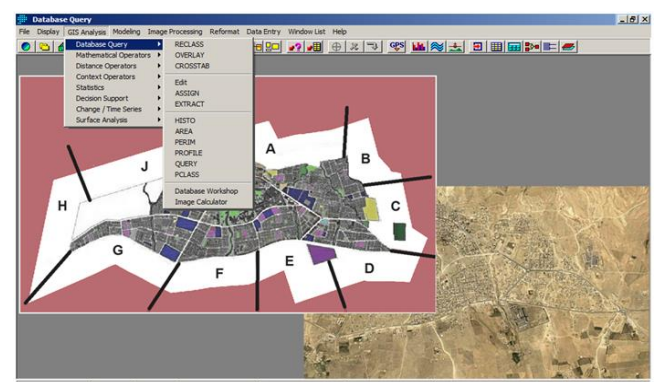 Database Query
File Display GIS Analysis Modeling Image Processing Reformat Data Entry Window List Help
GPS
Database Query
Mathematical Operators
Distance Operators
Context Operators
Statistics
Decision Support
Change / Time Series
Surface Analysis
RECLASS
OVERLAY
CROSSTAB
Edit
ASSIGN
EXTRACT
HISTO
AREA
PERIM
PROFILE
QUERY
PCLASS
Database Workshop
Image Calculator
A
J
B
H
C
G
E
D
F